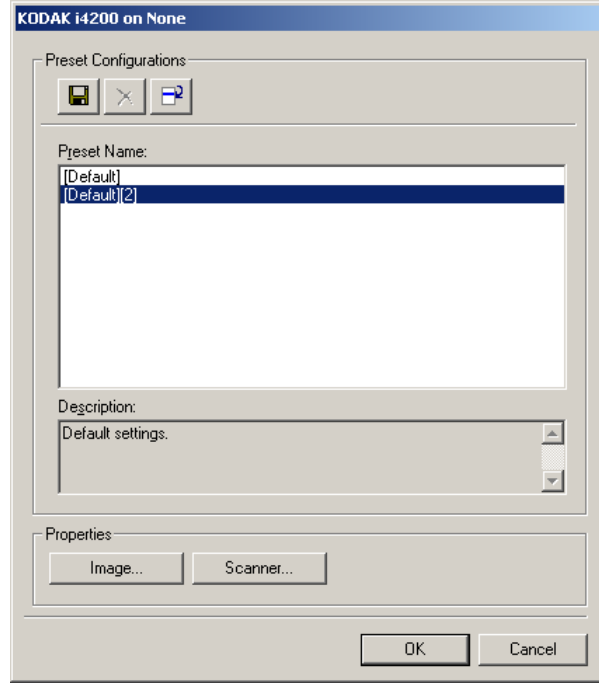 KODAK i4200 on None
Preset Configurations
Preset Name:
[Default]
[Default][2]
Description:
Default settings.
Properties
Image... Scanner...
OK Cancel